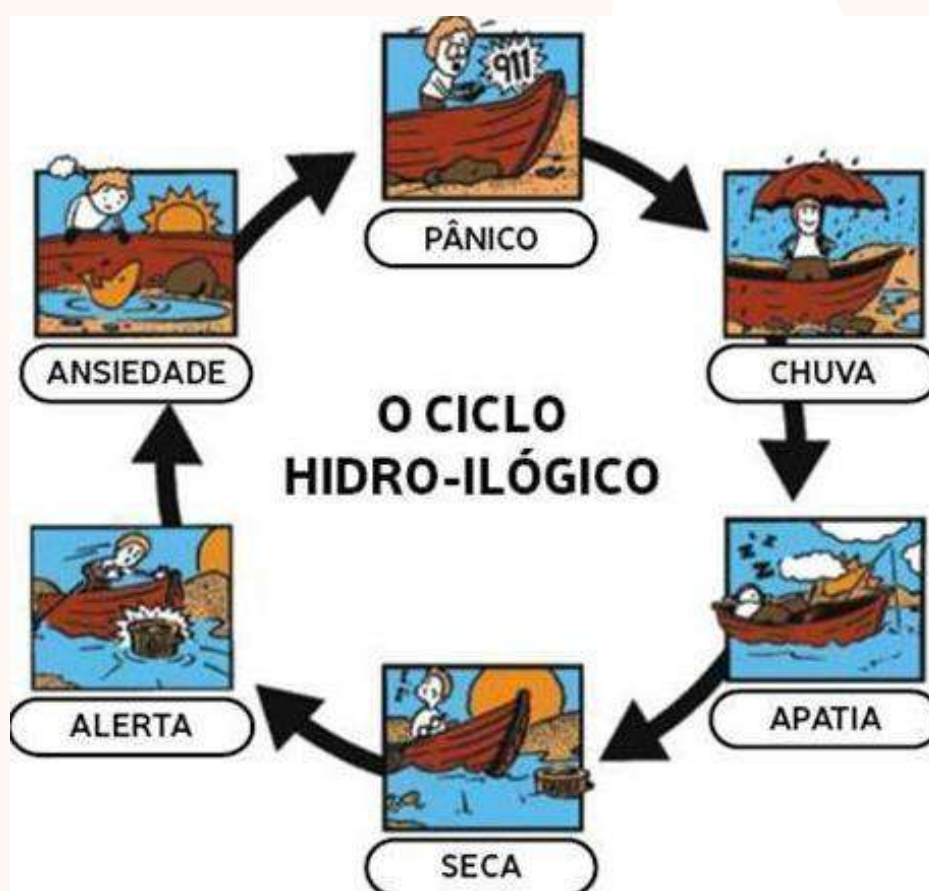 911
PÂNICO
CHUVA
ANSIEDADE
O CICLO
HIDRO-ILÓGICO
Z Z Z
APATIA
ALERTA
SECA